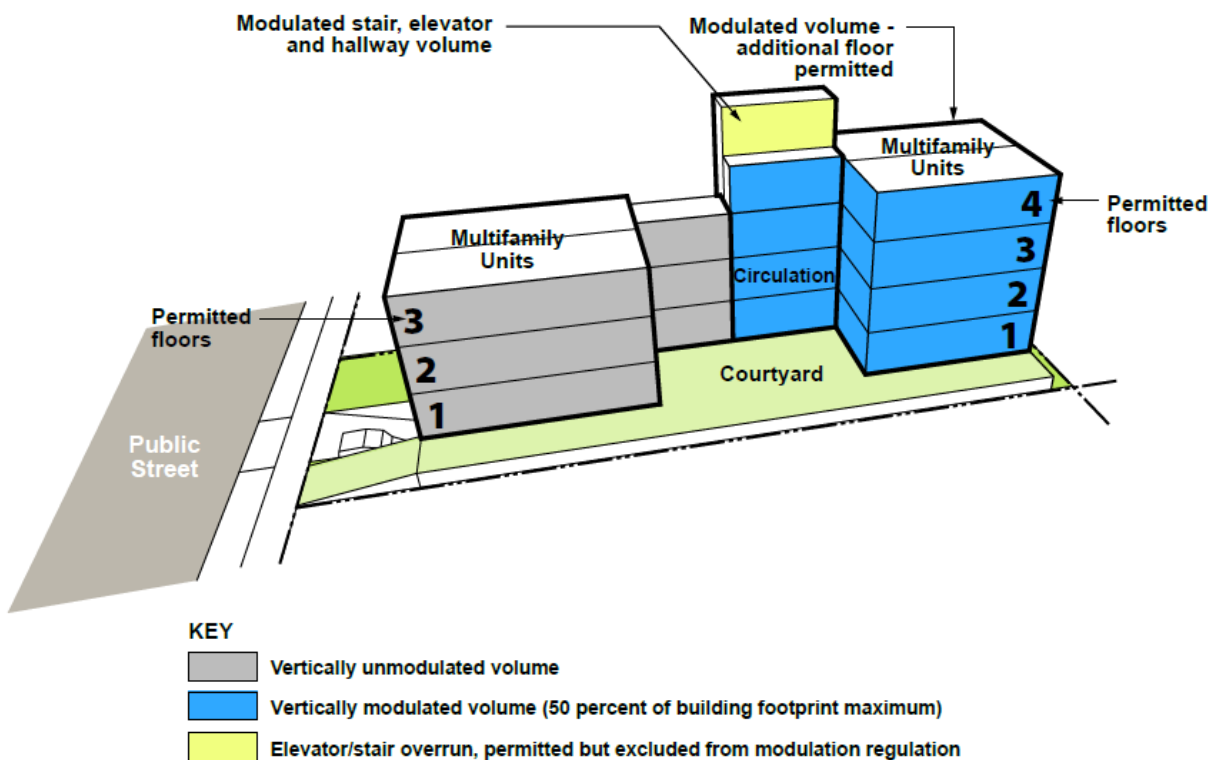 Modulated stair, elevator
and hallway volume
Modulated volume -
additional floor
permitted
Multifamily
Units
4
3
2
1
Permitted
floors
Multifamily
Units
Circulation
Permitted
floors
3
2
1
Courtyard
Public
Street
KEY
Vertically unmodulated volume
Vertically modulated volume (50 percent of building footprint maximum)
Elevator/stair overrun, permitted but excluded from modulation regulation